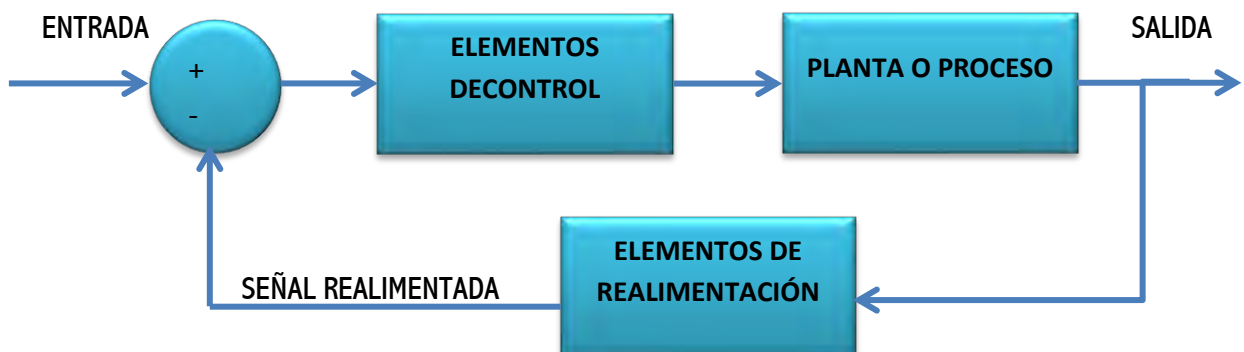 ENTRADA
+
-
ELEMENTOS
DECONTROL
PLANTA O PROCESO
SALIDA
ELEMENTOS DE
REALIMENTACIÓN
SEÑAL REALIMENTADA